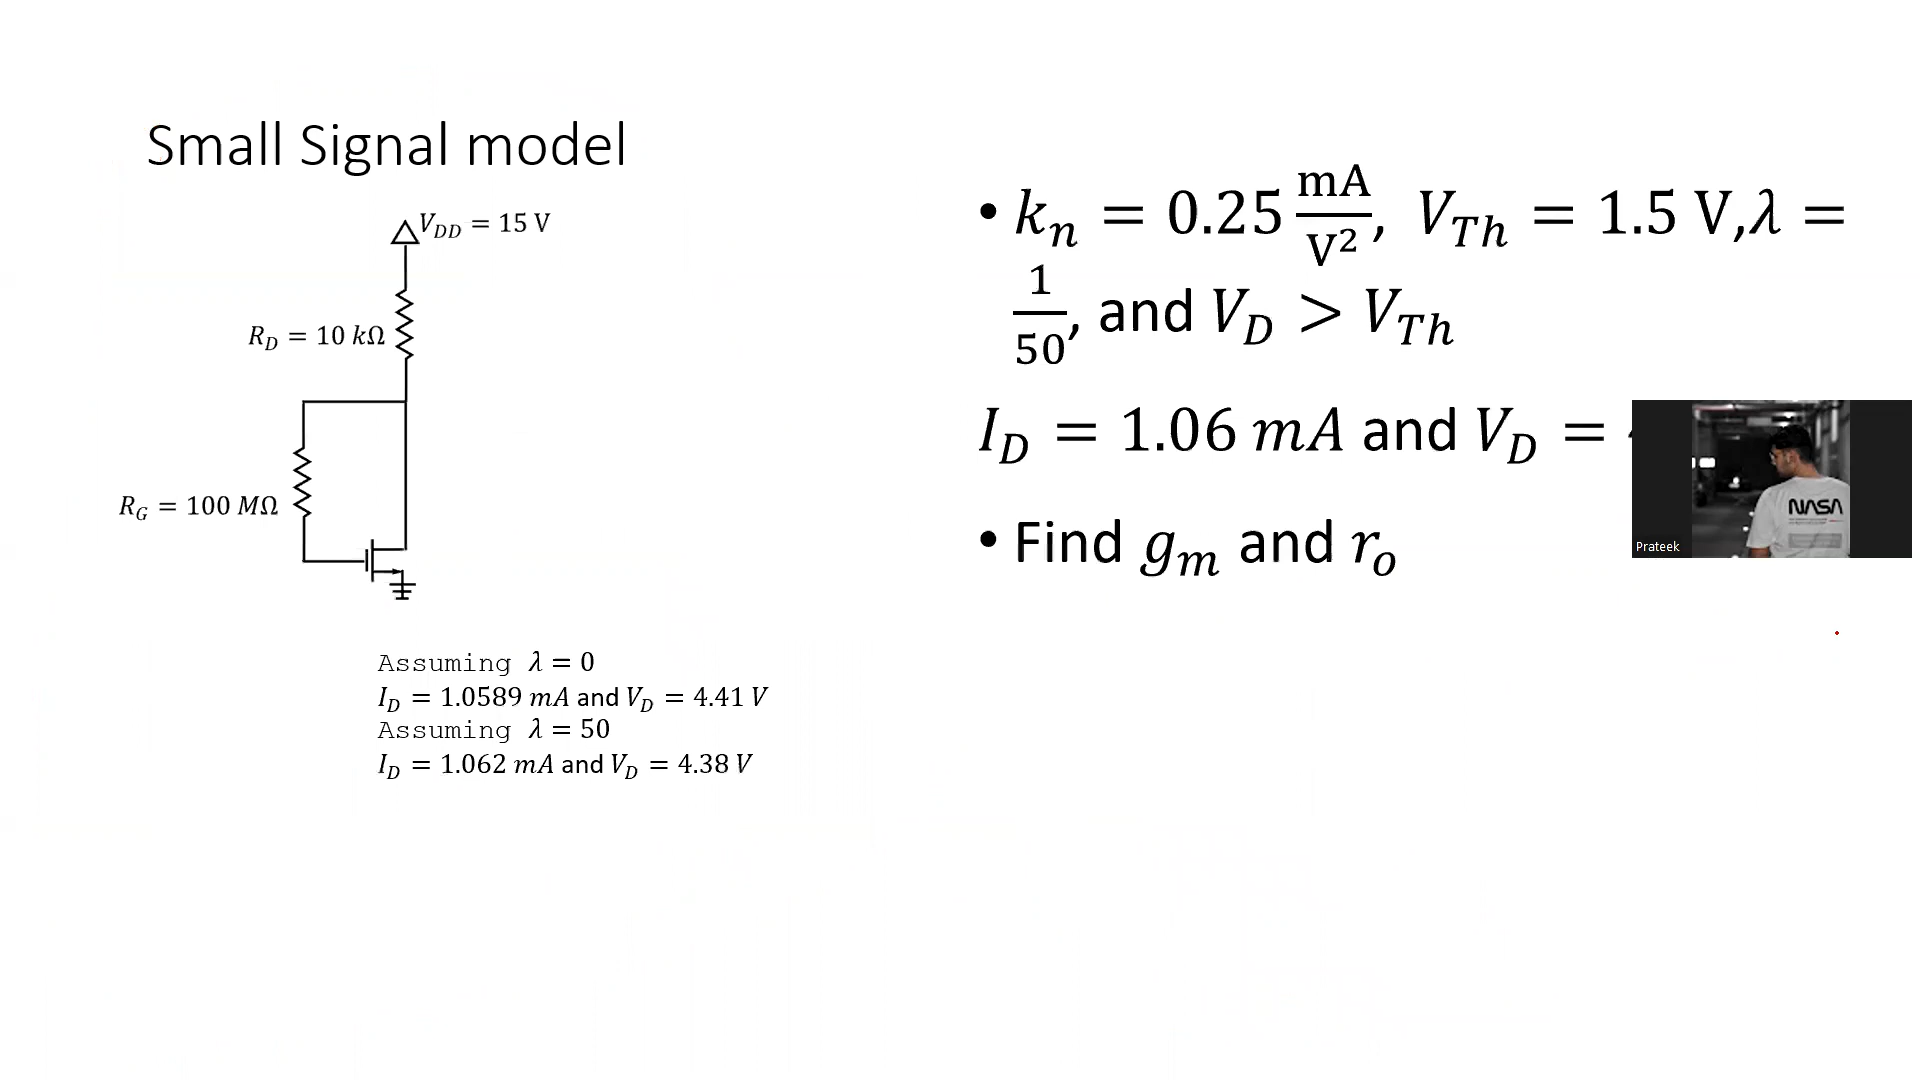 Small Signal model
V_DD = 15 V
R_D = 10 kΩ
R_G = 100 MΩ
Assuming λ = 0
I_D = 1.0589 mA and V_D = 4.41 V
Assuming λ = 50
I_D = 1.062 mA and V_D = 4.38 V
• k_n = 0.25 mA/V², V_Th = 1.5 V,λ =
1/50, and V_D > V_Th
I_D = 1.06 mA and V_D =
• Find g_m and r_o
NASA
Prateek